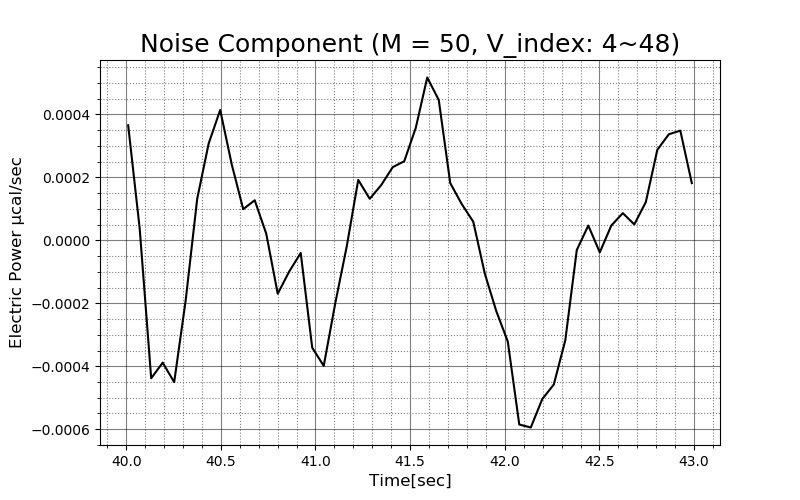 Noise Component (M = 50, V_index: 4~48)
Electric Power μcal/sec
0.0004
0.0002
0.0000
−0.0002
−0.0004
−0.0006
40.0 40.5 41.0 41.5 42.0 42.5 43.0
Time[sec]